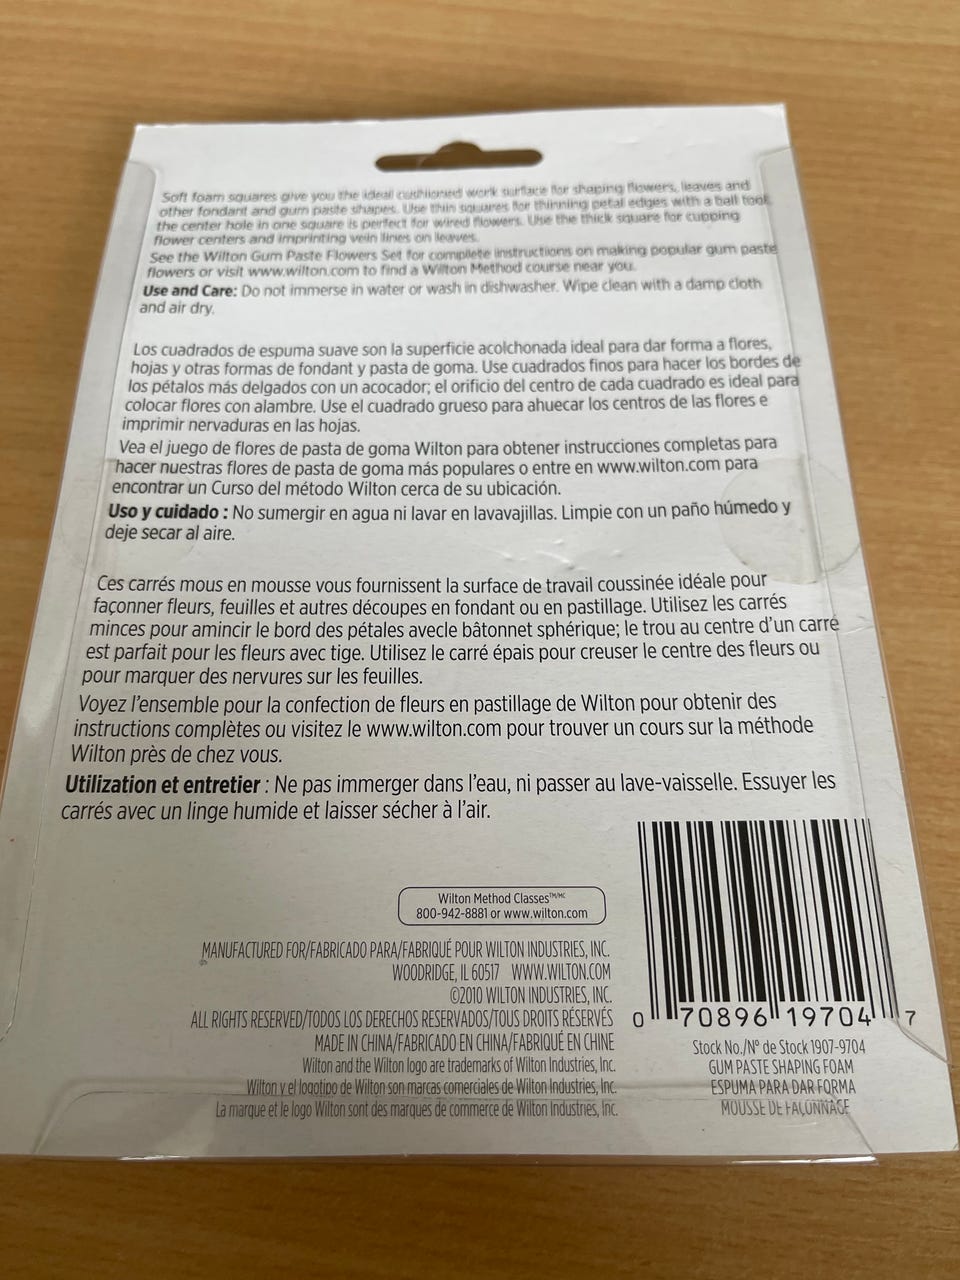 Soft foam squares give you the ideal cushioned work surface for shaping flowers, leaves and
other fondant and gum paste shapes. Use thin squares for thinning petal edges with a ball tool;
the center hole in one square is perfect for wired flowers. Use the thick square for cupping
flower centers and imprinting vein lines on leaves.
See the Wilton Gum Paste Flowers Set for complete instructions on making popular gum paste
flowers or visit www.wilton.com to find a Wilton Method course near you.
Use and Care: Do not immerse in water or wash in dishwasher. Wipe clean with a damp cloth
and air dry.
Los cuadrados de espuma suave son la superficie acolchonada ideal para dar forma a flores,
hojas y otras formas de fondant y pasta de goma. Use cuadrados finos para hacer los bordes de
los pétalos más delgados con un acocador; el orificio del centro de cada cuadrado es ideal para
colocar flores con alambre. Use el cuadrado grueso para ahuecar los centros de las flores e
imprimir nervaduras en las hojas.
Vea el juego de flores de pasta de goma Wilton para obtener instrucciones completas para
hacer nuestras flores de pasta de goma más populares o entre en www.wilton.com para
encontrar un Curso del método Wilton cerca de su ubicación.
Uso y cuidado : No sumergir en agua ni lavar en lavavajillas. Limpie con un paño húmedo y
deje secar al aire.
Ces carrés mous en mousse vous fournissent la surface de travail coussinée idéale pour
façonner fleurs, feuilles et autres découpes en fondant ou en pastillage. Utilisez les carrés
minces pour amincir le bord des pétales avecle bâtonnet sphérique; le trou au centre d'un carré
est parfait pour les fleurs avec tige. Utilisez le carré épais pour creuser le centre des fleurs ou
pour marquer des nervures sur les feuilles.
Voyez l'ensemble pour la confection de fleurs en pastillage de Wilton pour obtenir des
instructions complètes ou visitez le www.wilton.com pour trouver un cours sur la méthode
Wilton près de chez vous.
Utilization et entretier : Ne pas immerger dans l'eau, ni passer au lave-vaisselle. Essuyer les
carrés avec un linge humide et laisser sécher à l'air.
Wilton Method Classes™/MC
800-942-8881 or www.wilton.com
MANUFACTURED FOR/FABRICADO PARA/FABRIQUÉ POUR WILTON INDUSTRIES, INC.
WOODRIDGE, IL 60517 WWW.WILTON.COM
©2010 WILTON INDUSTRIES, INC.
ALL RIGHTS RESERVED/TODOS LOS DERECHOS RESERVADOS/TOUS DROITS RÉSERVÉS
MADE IN CHINA/FABRICADO EN CHINA/FABRIQUÉ EN CHINE
Wilton and the Wilton logo are trademarks of Wilton Industries, Inc.
Wilton y el logotipo de Wilton son marcas comerciales de Wilton Industries, Inc.
La marque et le logo Wilton sont des marques de commerce de Wilton Industries, Inc.
0 70896 19704 7
Stock No./N° de Stock 1907-9704
GUM PASTE SHAPING FOAM
ESPUMA PARA DAR FORMA
MOUSSE DE FAÇONNAGE